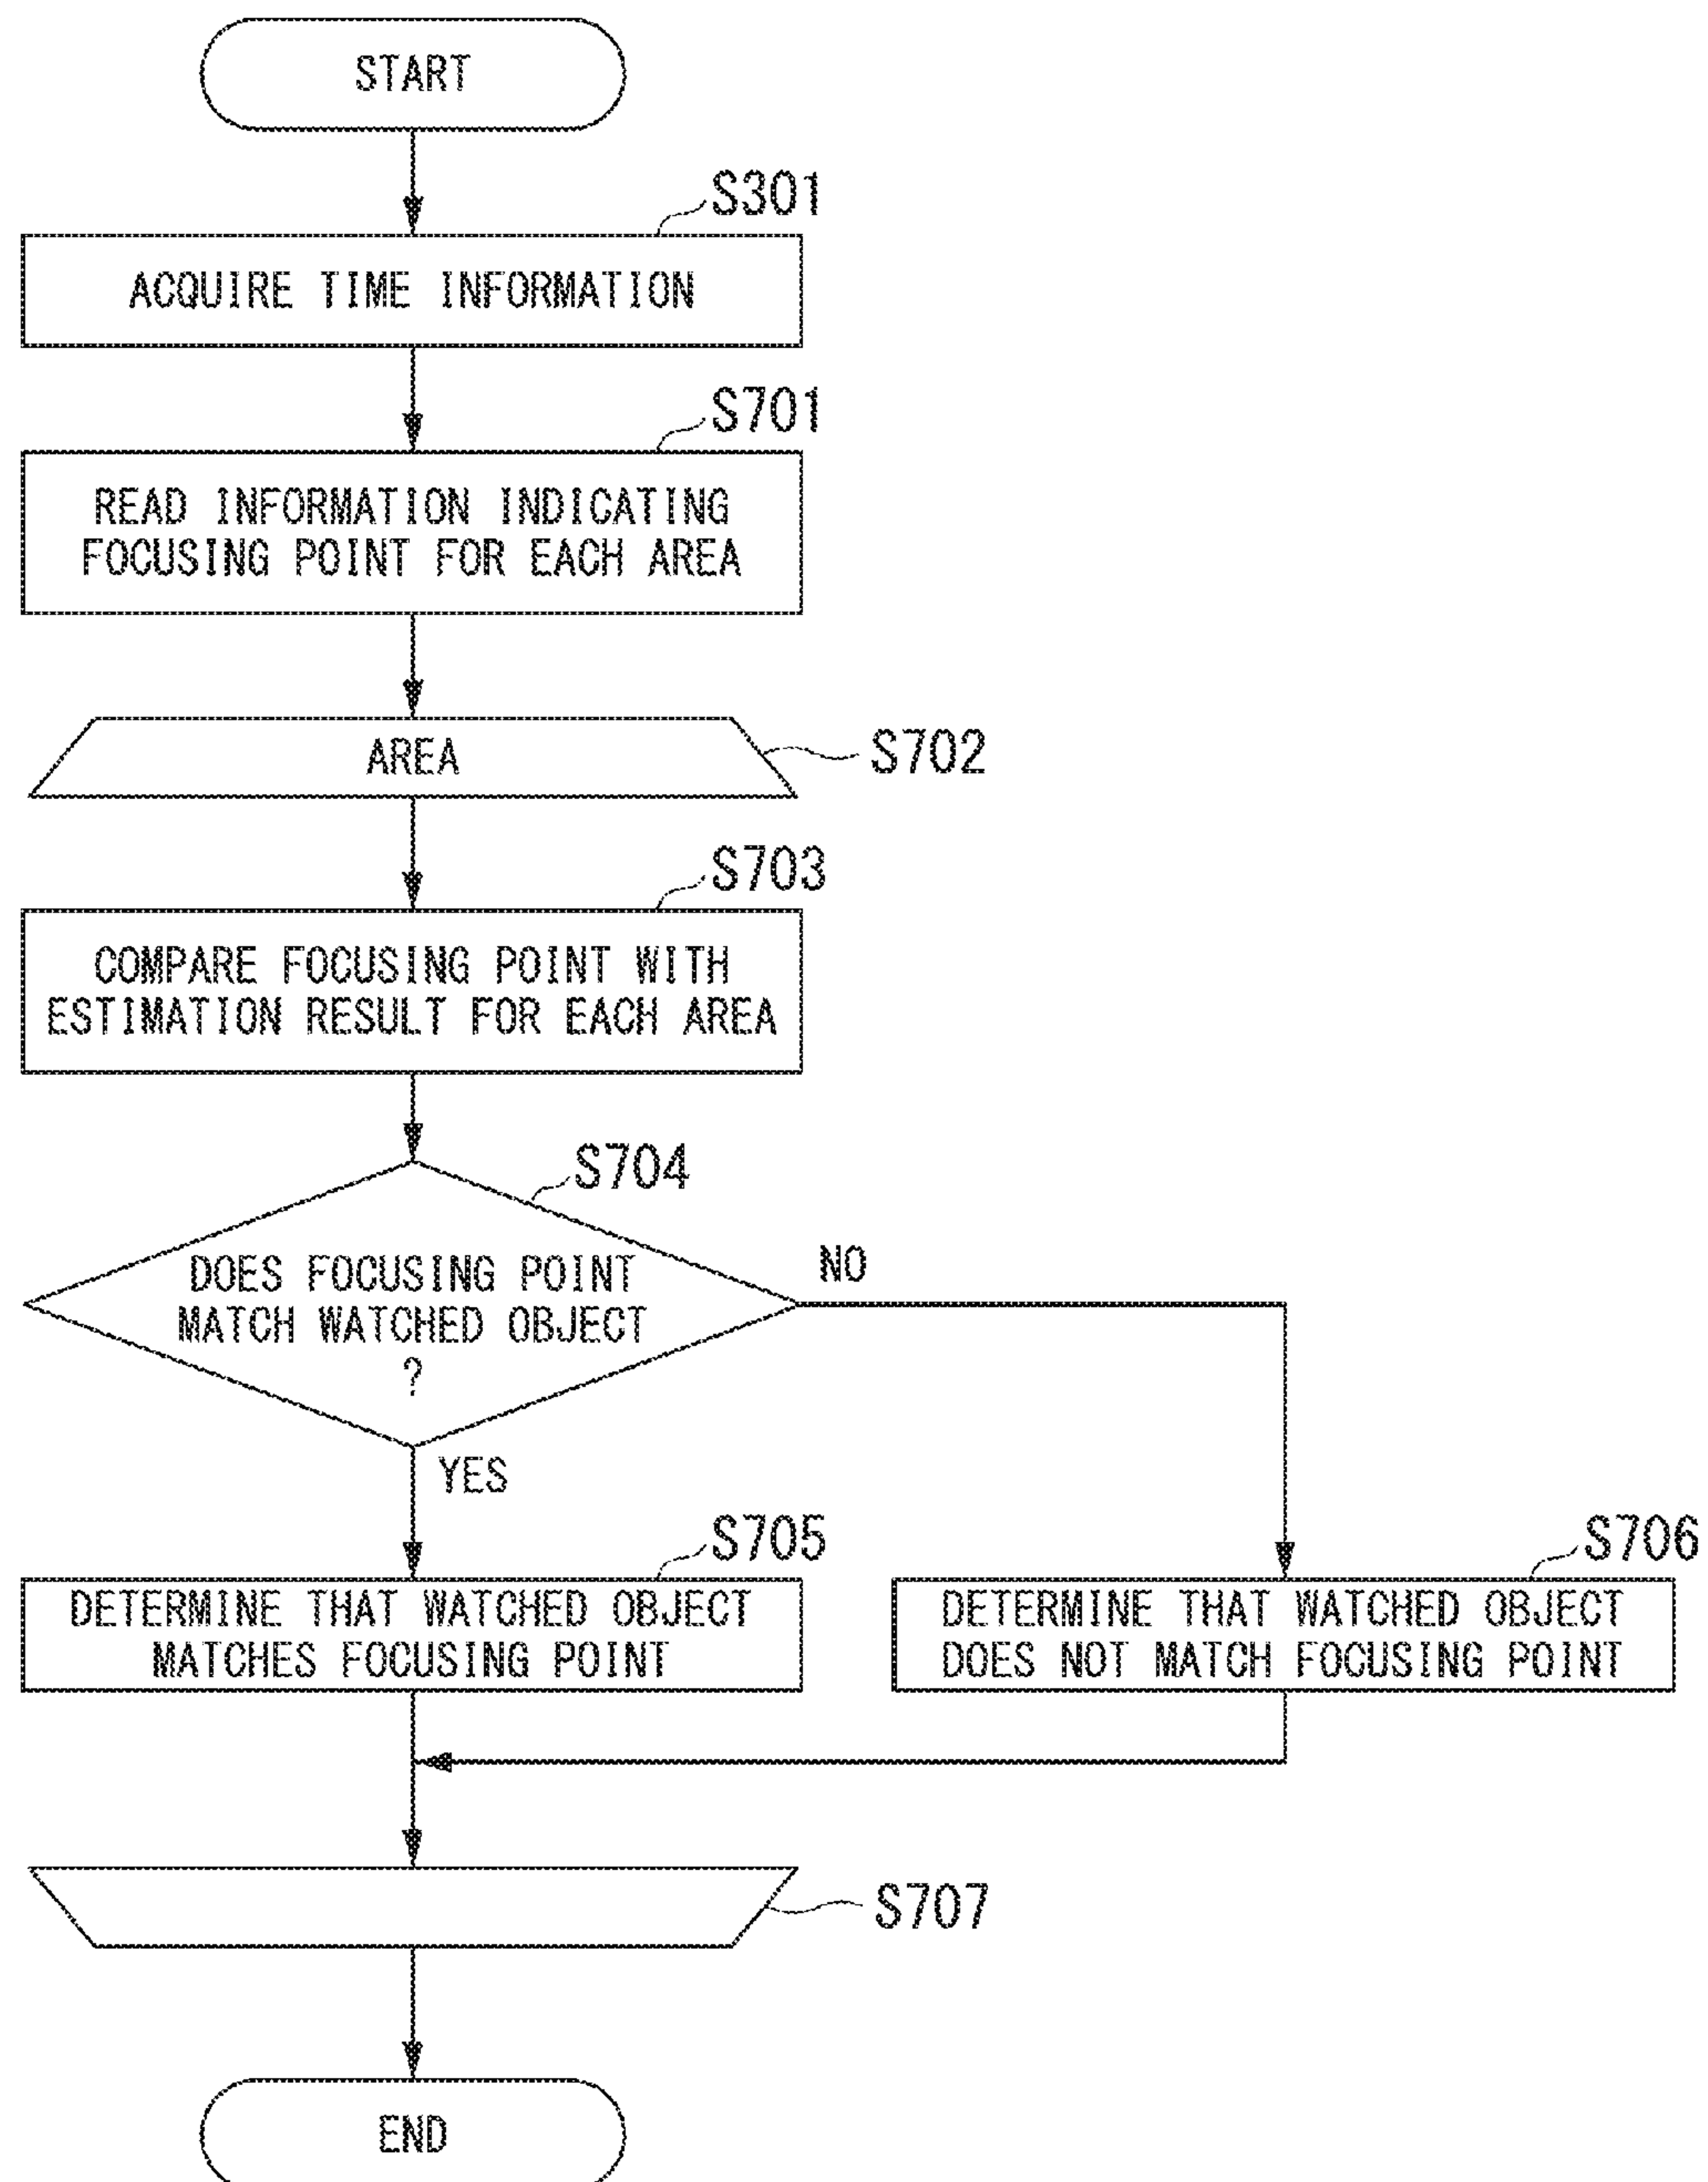 START
S301
ACQUIRE TIME INFORMATION
S701
READ INFORMATION INDICATING
FOCUSING POINT FOR EACH AREA
AREA
S702
S703
COMPARE FOCUSING POINT WITH
ESTIMATION RESULT FOR EACH AREA
S704
DOES FOCUSING POINT
MATCH WATCHED OBJECT
?
NO
YES
S705
DETERMINE THAT WATCHED OBJECT
MATCHES FOCUSING POINT
S706
DETERMINE THAT WATCHED OBJECT
DOES NOT MATCH FOCUSING POINT
S707
END